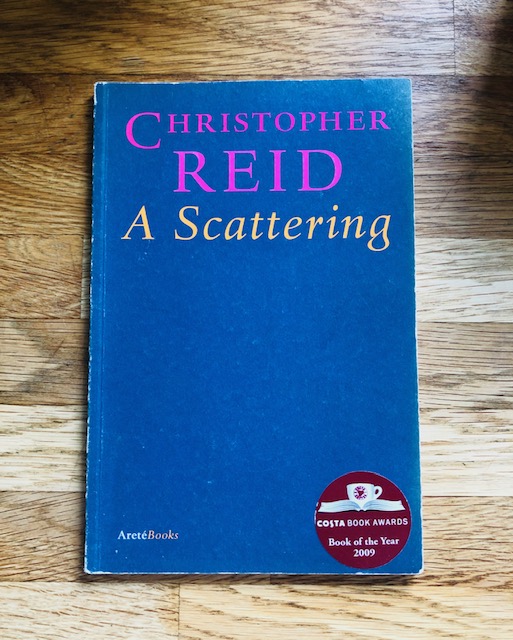 CHRISTOPHER
REID
A Scattering
AretéBooks
COSTA BOOK AWARDS
Book of the Year
2009